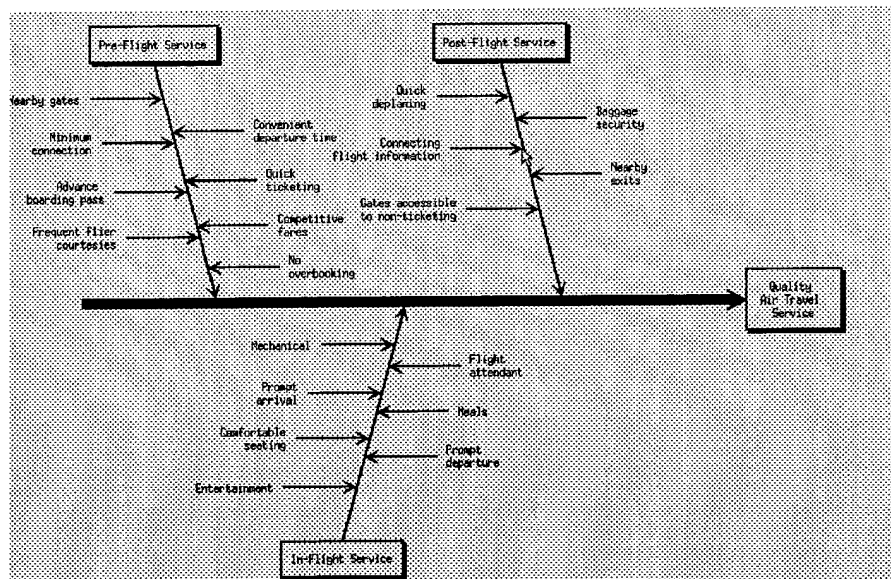 Pre-Flight Service
Post-Flight Service
Nearby gates
Convenient
departure time
Minimum
connection
Quick
ticketing
Advance
boarding pass
Competitive
fares
Frequent flier
courtesies
No
overbooking
Quick
deplaning
Baggage
security
Connecting
flight information
Nearby
exits
Gates accessible
to non-ticketing
Quality
Air Travel
Service
Mechanical
Flight
attendant
Prompt
arrival
Meals
Comfortable
seating
Prompt
departure
Entertainment
In-Flight Service